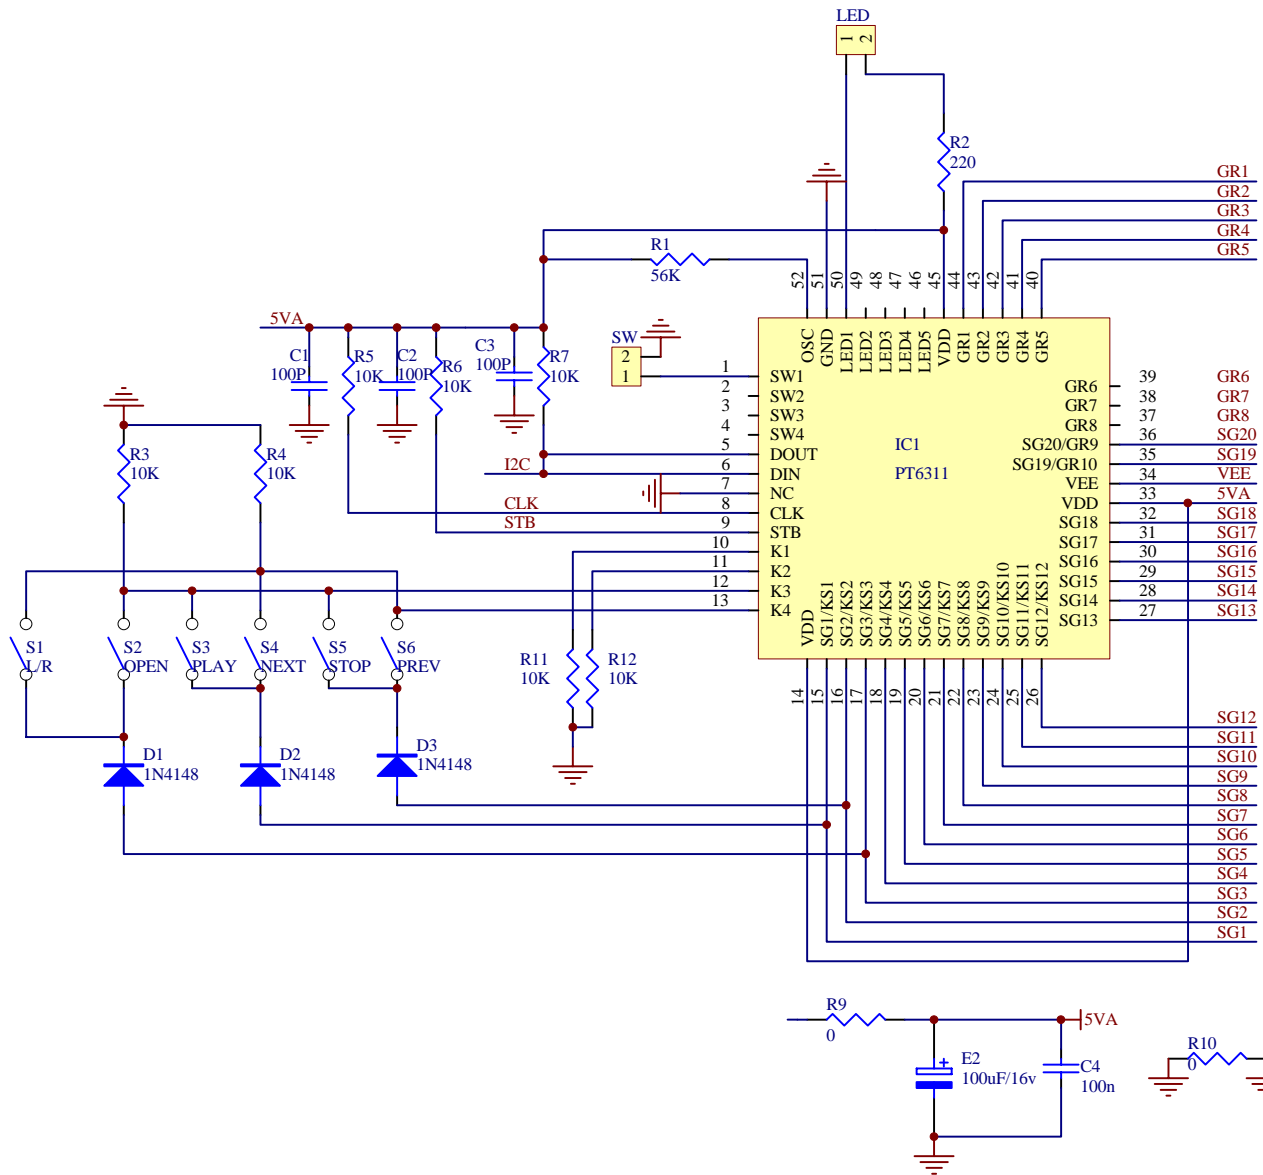 LED
1
2
R2
220
GR1
GR2
GR3
GR4
GR5
R1
56K
52
51
50
49
48
47
46
45
44
43
42
41
40
5VA
C1
100P
R5
10K
C2
100P
R6
10K
C3
100P
R7
10K
SW
2
1
OSC
GND
LED1
LED2
LED3
LED4
LED5
VDD
GR1
GR2
GR3
GR4
GR5
1
2
3
4
5
6
7
8
9
10
11
12
13
SW1
SW2
SW3
SW4
DOUT
DIN
NC
CLK
STB
K1
K2
K3
K4
IC1
PT6311
GR6
GR7
GR8
SG20/GR9
SG19/GR10
VEE
VDD
SG18
SG17
SG16
SG15
SG14
SG13
39
38
37
36
35
34
33
32
31
30
29
28
27
GR6
GR7
GR8
SG20
SG19
VEE
5VA
SG18
SG17
SG16
SG15
SG14
SG13
I2C
CLK
STB
R3
10K
R4
10K
S1
L/R
S2
OPEN
S3
PLAY
S4
NEXT
S5
STOP
S6
PREV
R11
10K
R12
10K
VDD
SG1/KS1
SG2/KS2
SG3/KS3
SG4/KS4
SG5/KS5
SG6/KS6
SG7/KS7
SG8/KS8
SG9/KS9
SG10/KS10
SG11/KS11
SG12/KS12
14
15
16
17
18
19
20
21
22
23
24
25
26
D1
1N4148
D2
1N4148
D3
1N4148
SG12
SG11
SG10
SG9
SG8
SG7
SG6
SG5
SG4
SG3
SG2
SG1
R9
0
5VA
E2
100uF/16v
+
C4
100n
R10
0